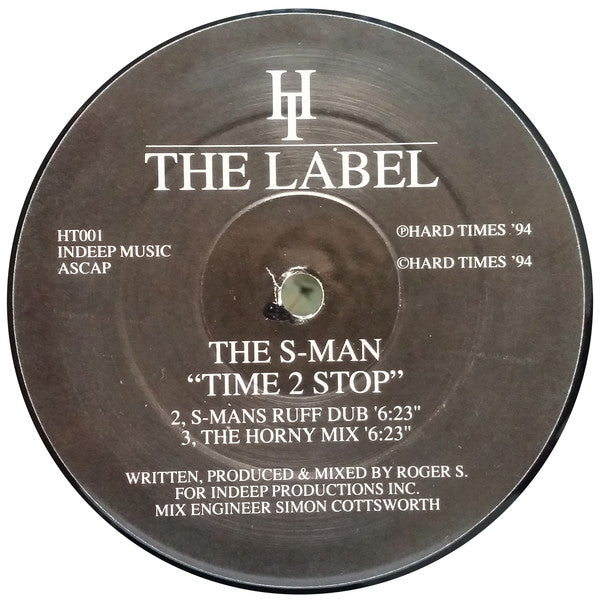 HT
THE LABEL
HT001
INDEEP MUSIC
ASCAP
℗HARD TIMES '94
©HARD TIMES '94
THE S-MAN
“TIME 2 STOP”
2, S-MANS RUFF DUB '6:23"
3, THE HORNY MIX '6:23"
WRITTEN, PRODUCED & MIXED BY ROGER S.
FOR INDEEP PRODUCTIONS INC.
MIX ENGINEER SIMON COTTSWORTH